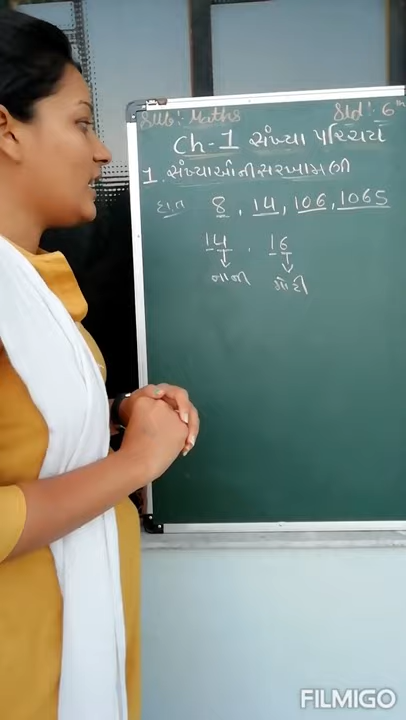 Sub: Maths Std: 6th
Ch-1 સંખ્યા પરિચય
1. સંખ્યાઓની સરખામણી
દા.ત 8, 14, 106, 1065
14, 16
નાની મોટી
FILMIGO